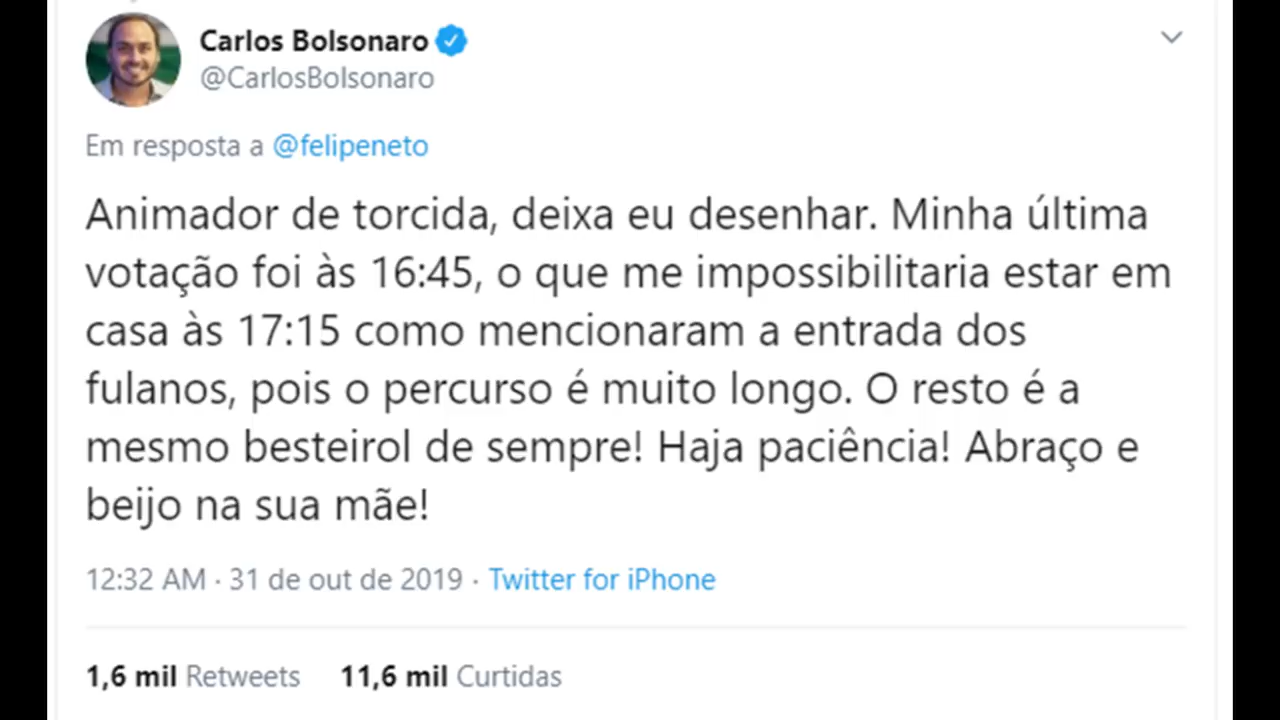 Carlos Bolsonaro
@CarlosBolsonaro
Em resposta a @felipeneto
Animador de torcida, deixa eu desenhar. Minha última
votação foi às 16:45, o que me impossibilitaria estar em
casa às 17:15 como mencionaram a entrada dos
fulanos, pois o percurso é muito longo. O resto é a
mesmo besteirol de sempre! Haja paciência! Abraço e
beijo na sua mãe!
12:32 AM · 31 de out de 2019 · Twitter for iPhone
1,6 mil Retweets 11,6 mil Curtidas